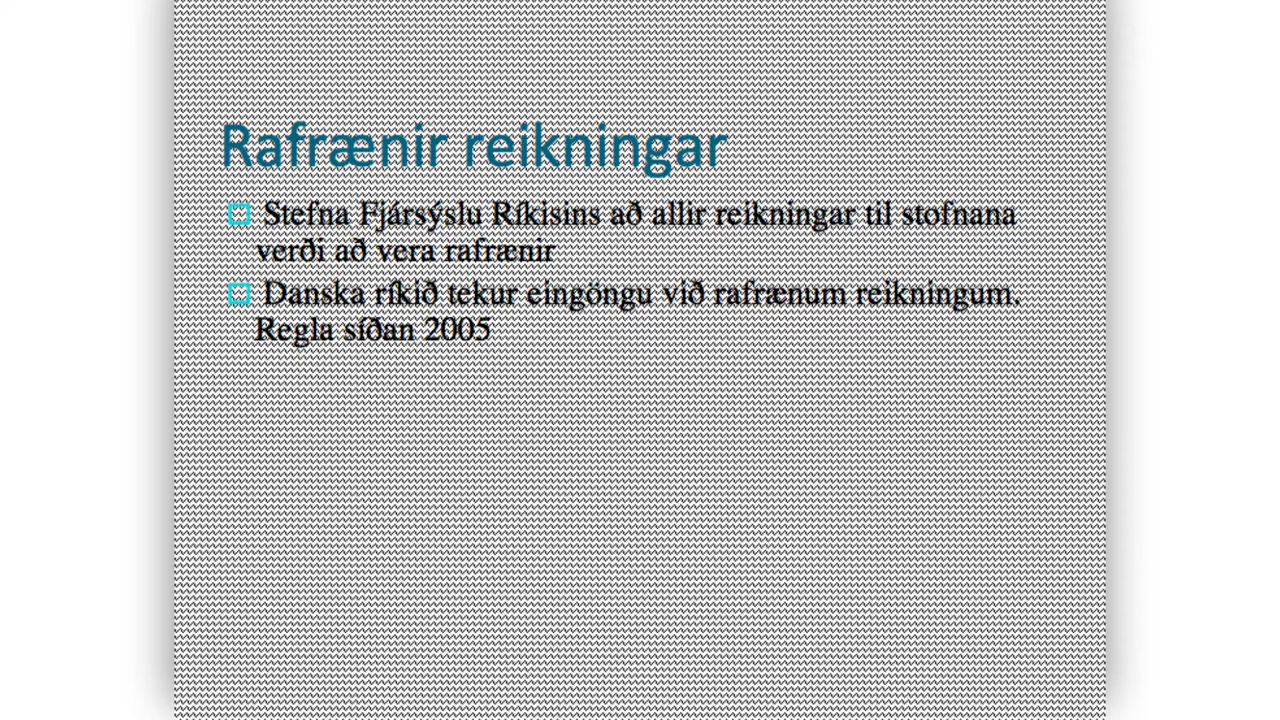 Rafrænir reikningar
Stefna Fjársýslu Ríkisins að allir reikningar til stofnana
verði að vera rafrænir
Danska ríkið tekur eingöngu við rafrænum reikningum.
Regla síðan 2005